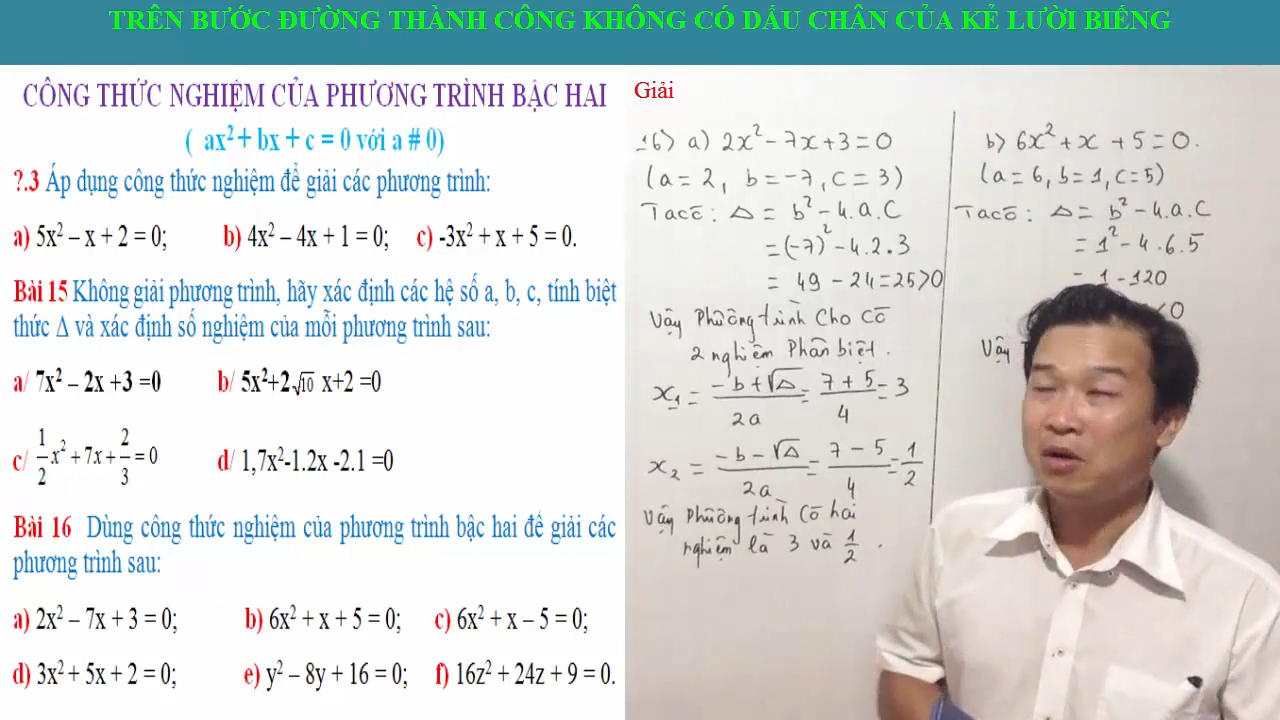 TRÊN BƯỚC ĐƯỜNG THÀNH CÔNG KHÔNG CÓ DẤU CHÂN CỦA KẺ LƯỜI BIẾNG
CÔNG THỨC NGHIỆM CỦA PHƯƠNG TRÌNH BẬC HAI
( ax² + bx + c = 0 với a # 0)
?.3 Áp dụng công thức nghiệm để giải các phương trình:
a) 5x² – x + 2 = 0; b) 4x² – 4x + 1 = 0; c) -3x² + x + 5 = 0.
Bài 15 Không giải phương trình, hãy xác định các hệ số a, b, c, tính biệt
thức Δ và xác định số nghiệm của mỗi phương trình sau:
a/ 7x² – 2x +3 =0 b/ 5x²+2√10 x+2 =0
c/ 1/2 x² + 7x + 2/3 = 0 d/ 1,7x²-1.2x -2.1 =0
Bài 16 Dùng công thức nghiệm của phương trình bậc hai để giải các
phương trình sau:
a) 2x² – 7x + 3 = 0; b) 6x² + x + 5 = 0; c) 6x² + x – 5 = 0;
d) 3x² + 5x + 2 = 0; e) y² – 8y + 16 = 0; f) 16z² + 24z + 9 = 0.
Giải
16) a) 2x² - 7x + 3 = 0
(a = 2, b = -7, c = 3)
Ta có : Δ = b² - 4.a.c
= (-7)² - 4.2.3
= 49 - 24 = 25 > 0
Vậy Phương trình Cho Có
2 nghiệm Phân biệt.
x₁ = (-b + √Δ)/2a = (7 + 5)/4 = 3
x₂ = (-b - √Δ)/2a = (7 - 5)/4 = 1/2
Vậy Phương trình Có hai
nghiệm là 3 và 1/2 .
b) 6x² + x + 5 = 0.
(a = 6, b = 1, c = 5)
Ta có : Δ = b² - 4.a.c
= 1² - 4.6.5
= 1 - 120
< 0
Vậy